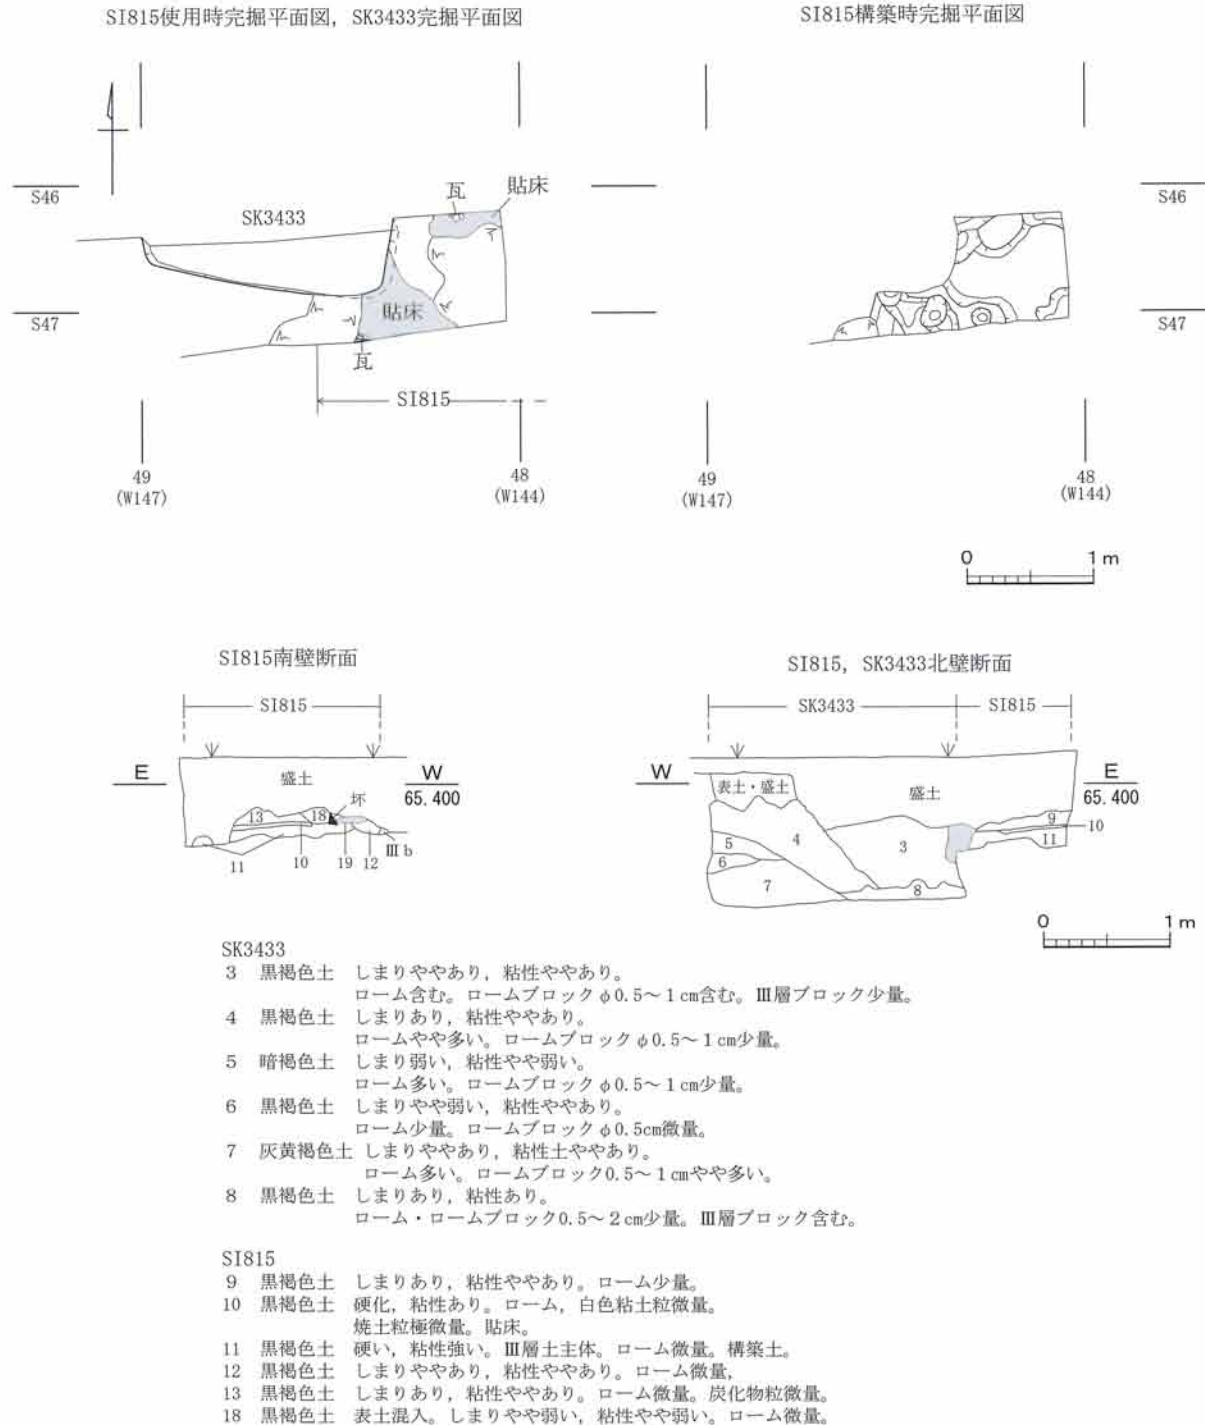 SI815使用時完掘平面図，SK3433完掘平面図
SI815構築時完掘平面図
S46
SK3433
瓦
貼床
S46
S47
貼床
瓦
S47
SI815
49
(W147)
48
(W144)
49
(W147)
48
(W144)
0 1 m
SI815南壁断面
SI815
E
盛土
W
65.400
坏
13
18
Ⅲb
11
10
19
12
SI815，SK3433北壁断面
SK3433
SI815
W
表土・盛土
盛土
E
65.400
9
10
11
5
4
3
6
7
8
0 1 m
SK3433
3 黒褐色土 しまりややあり，粘性ややあり。
ローム含む。ロームブロックφ0.5～1cm含む。Ⅲ層ブロック少量。
4 黒褐色土 しまりあり，粘性ややあり。
ロームやや多い。ロームブロックφ0.5～1cm少量。
5 暗褐色土 しまり弱い，粘性やや弱い。
ローム多い。ロームブロックφ0.5～1cm少量。
6 黒褐色土 しまりやや弱い，粘性ややあり。
ローム少量。ロームブロックφ0.5cm微量。
7 灰黄褐色土 しまりややあり，粘性土ややあり。
ローム多い。ロームブロック0.5～1cmやや多い。
8 黒褐色土 しまりあり，粘性あり。
ローム・ロームブロック0.5～2cm少量。Ⅲ層ブロック含む。
SI815
9 黒褐色土 しまりあり，粘性ややあり。ローム少量。
10 黒褐色土 硬化，粘性あり。ローム，白色粘土粒微量。
焼土粒極微量。貼床。
11 黒褐色土 硬い，粘性強い。Ⅲ層土主体。ローム微量。構築土。
12 黒褐色土 しまりややあり，粘性ややあり。ローム微量，
13 黒褐色土 しまりあり，粘性ややあり。ローム微量。炭化物粒微量。
18 黒褐色土 表土混入。しまりやや弱い，粘性やや弱い。ローム微量。